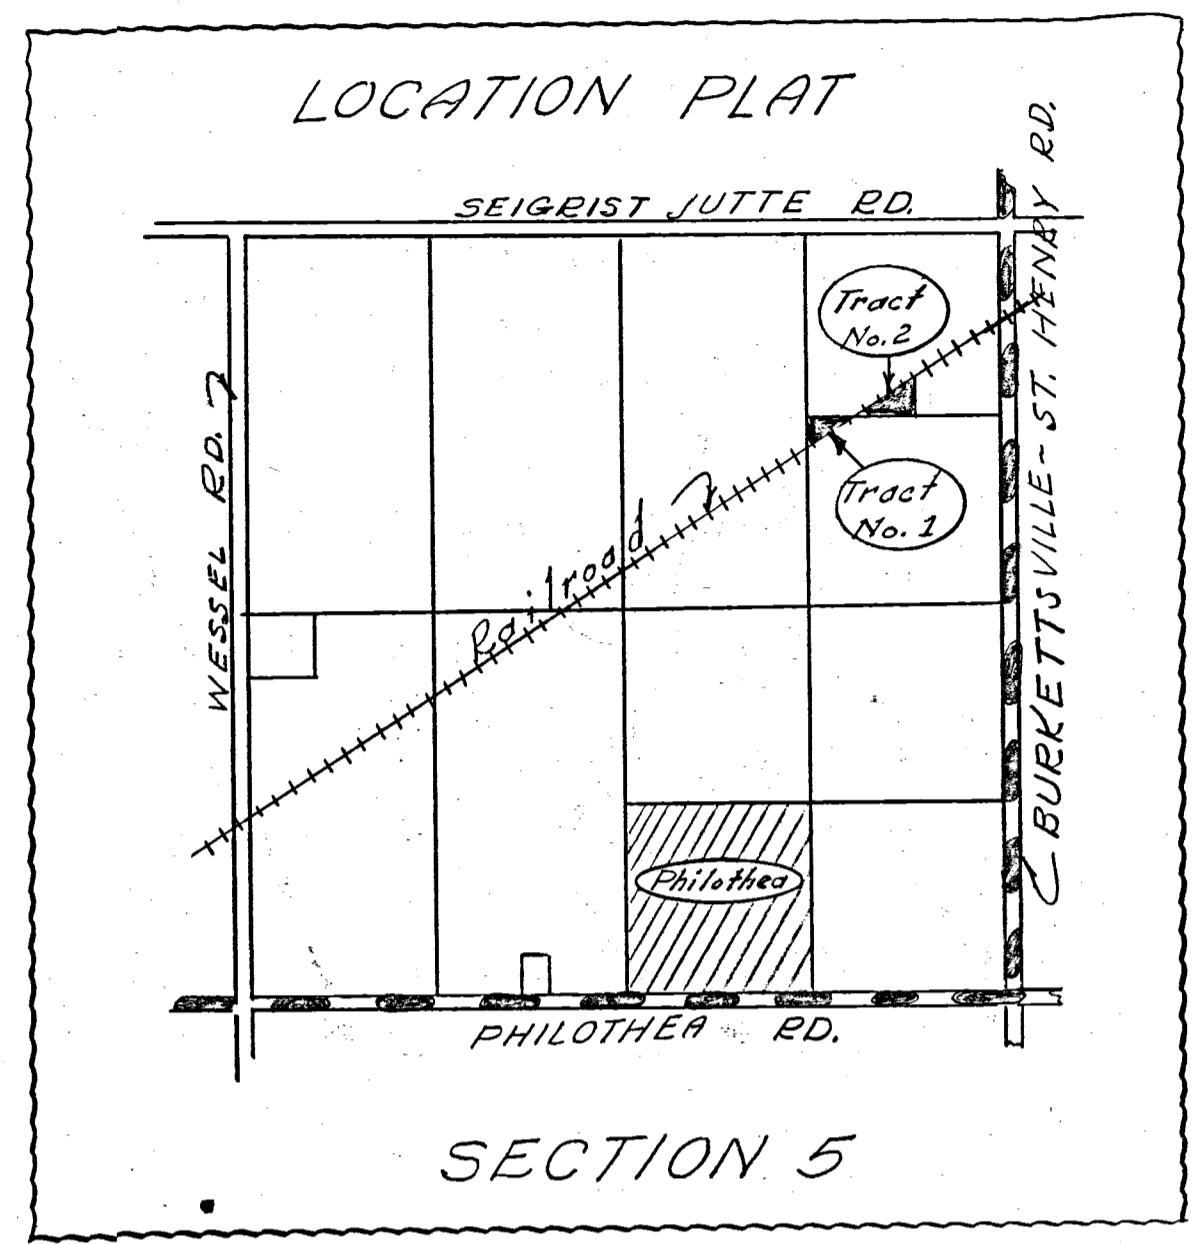 LOCATION PLAT
SEIGRIST JUTTE RD.
BURKETTSVILLE - ST. HENRY RD.
Tract
No. 2
WESSEL RD.
Tract
No. 1
Railroad
Philothea
PHILOTHEA RD.
SECTION 5